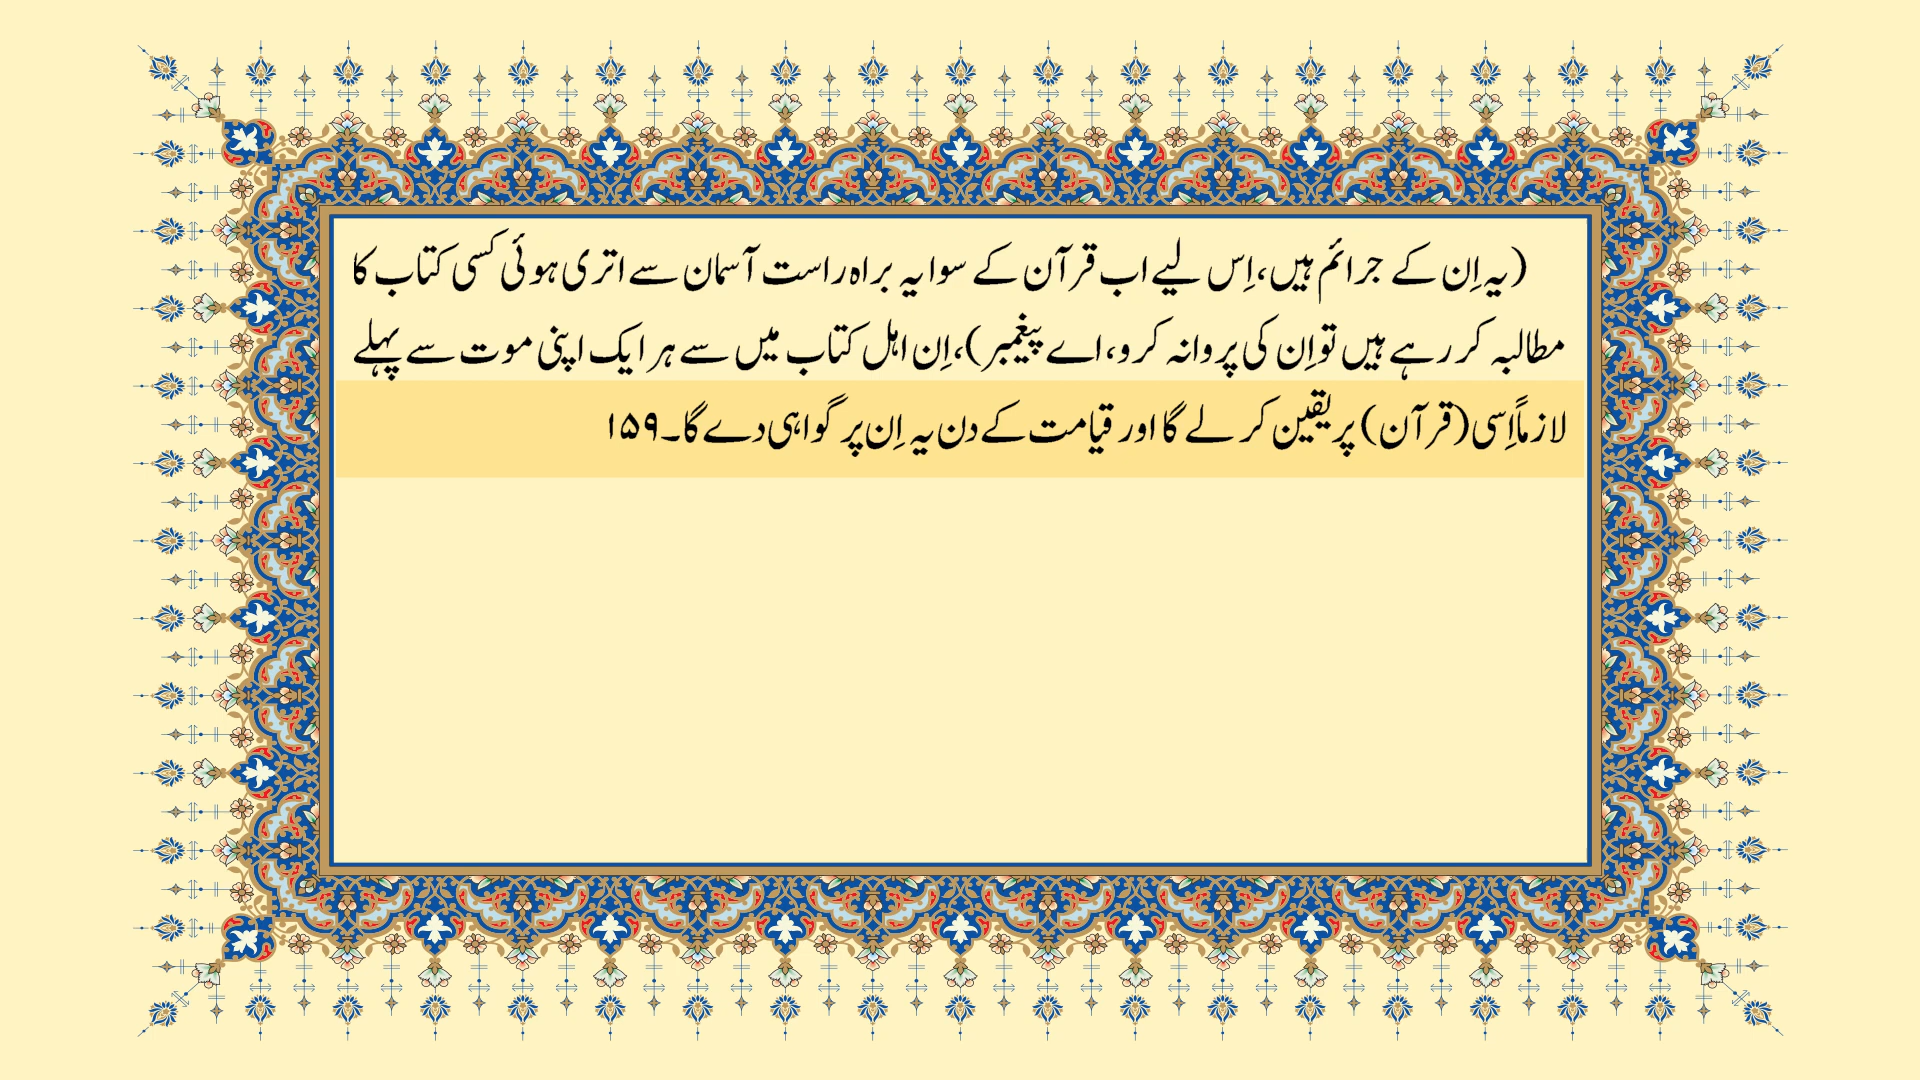 (یہ اِن کے جرائم ہیں، اِس لیے اب قرآن کے سوا یہ براہ راست آسمان سے اتری ہوئی کسی کتاب کا
مطالبہ کر رہے ہیں تو اِن کی پروا نہ کرو، اے پیغمبر)، اِن اہل کتاب میں سے ہر ایک اپنی موت سے پہلے
لازماً اِسی (قرآن) پر یقین کر لے گا اور قیامت کے دن یہ اِن پر گواہی دے گا۔ ۱۵۹